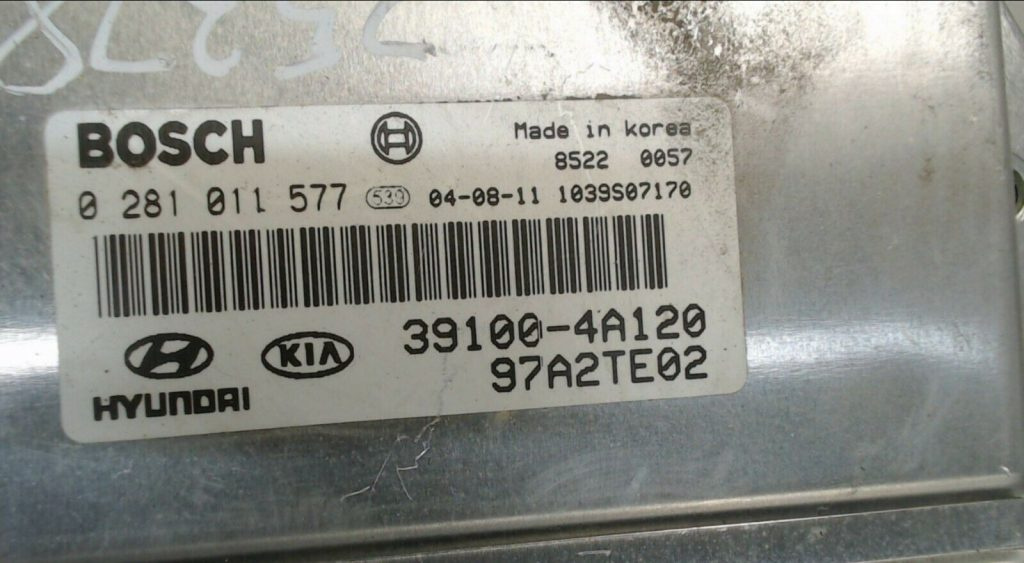 BOSCH
Made in korea
8522 0057
0 281 011 577 539 04-08-11 1039S07170
39100-4A120
97A2TE02
KIA
HYUNDAI